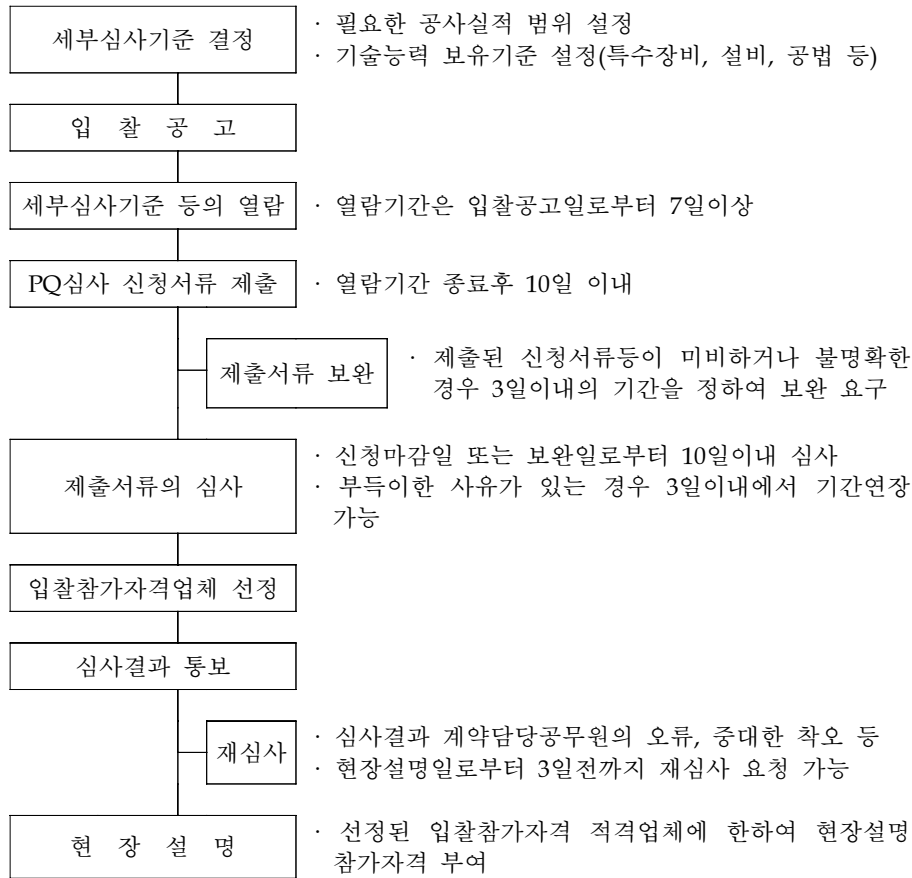 세부심사기준 결정
· 필요한 공사실적 범위 설정
· 기술능력 보유기준 설정(특수장비, 설비, 공법 등)
입 찰 공 고
세부심사기준 등의 열람
· 열람기간은 입찰공고일로부터 7일이상
PQ심사 신청서류 제출
· 열람기간 종료후 10일 이내
제출서류 보완
· 제출된 신청서류등이 미비하거나 불명확한
경우 3일이내의 기간을 정하여 보완 요구
제출서류의 심사
· 신청마감일 또는 보완일로부터 10일이내 심사
· 부득이한 사유가 있는 경우 3일이내에서 기간연장
가능
입찰참가자격업체 선정
심사결과 통보
재심사
· 심사결과 계약담당공무원의 오류, 중대한 착오 등
· 현장설명일로부터 3일전까지 재심사 요청 가능
현 장 설 명
· 선정된 입찰참가자격 적격업체에 한하여 현장설명
참가자격 부여